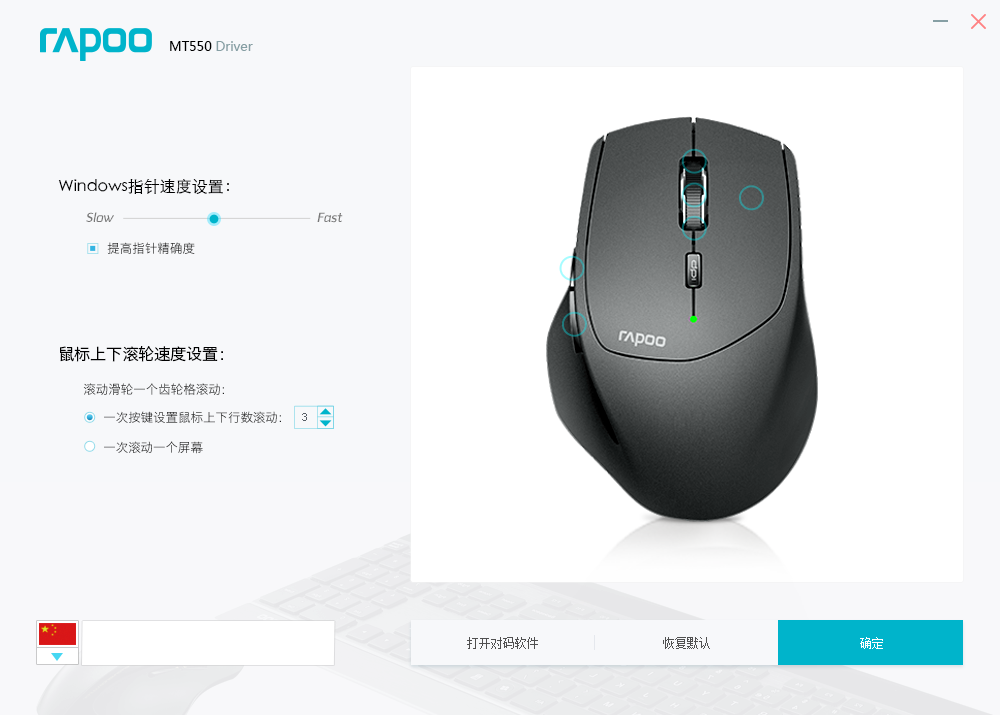 rapoo MT550 Driver
Windows指针速度设置:
Slow Fast
提高指针精确度
鼠标上下滚轮速度设置:
滚动滑轮一个齿轮格滚动:
一次按键设置鼠标上下行数滚动: 3
一次滚动一个屏幕
dpi
rapoo
打开对码软件 恢复默认 确定